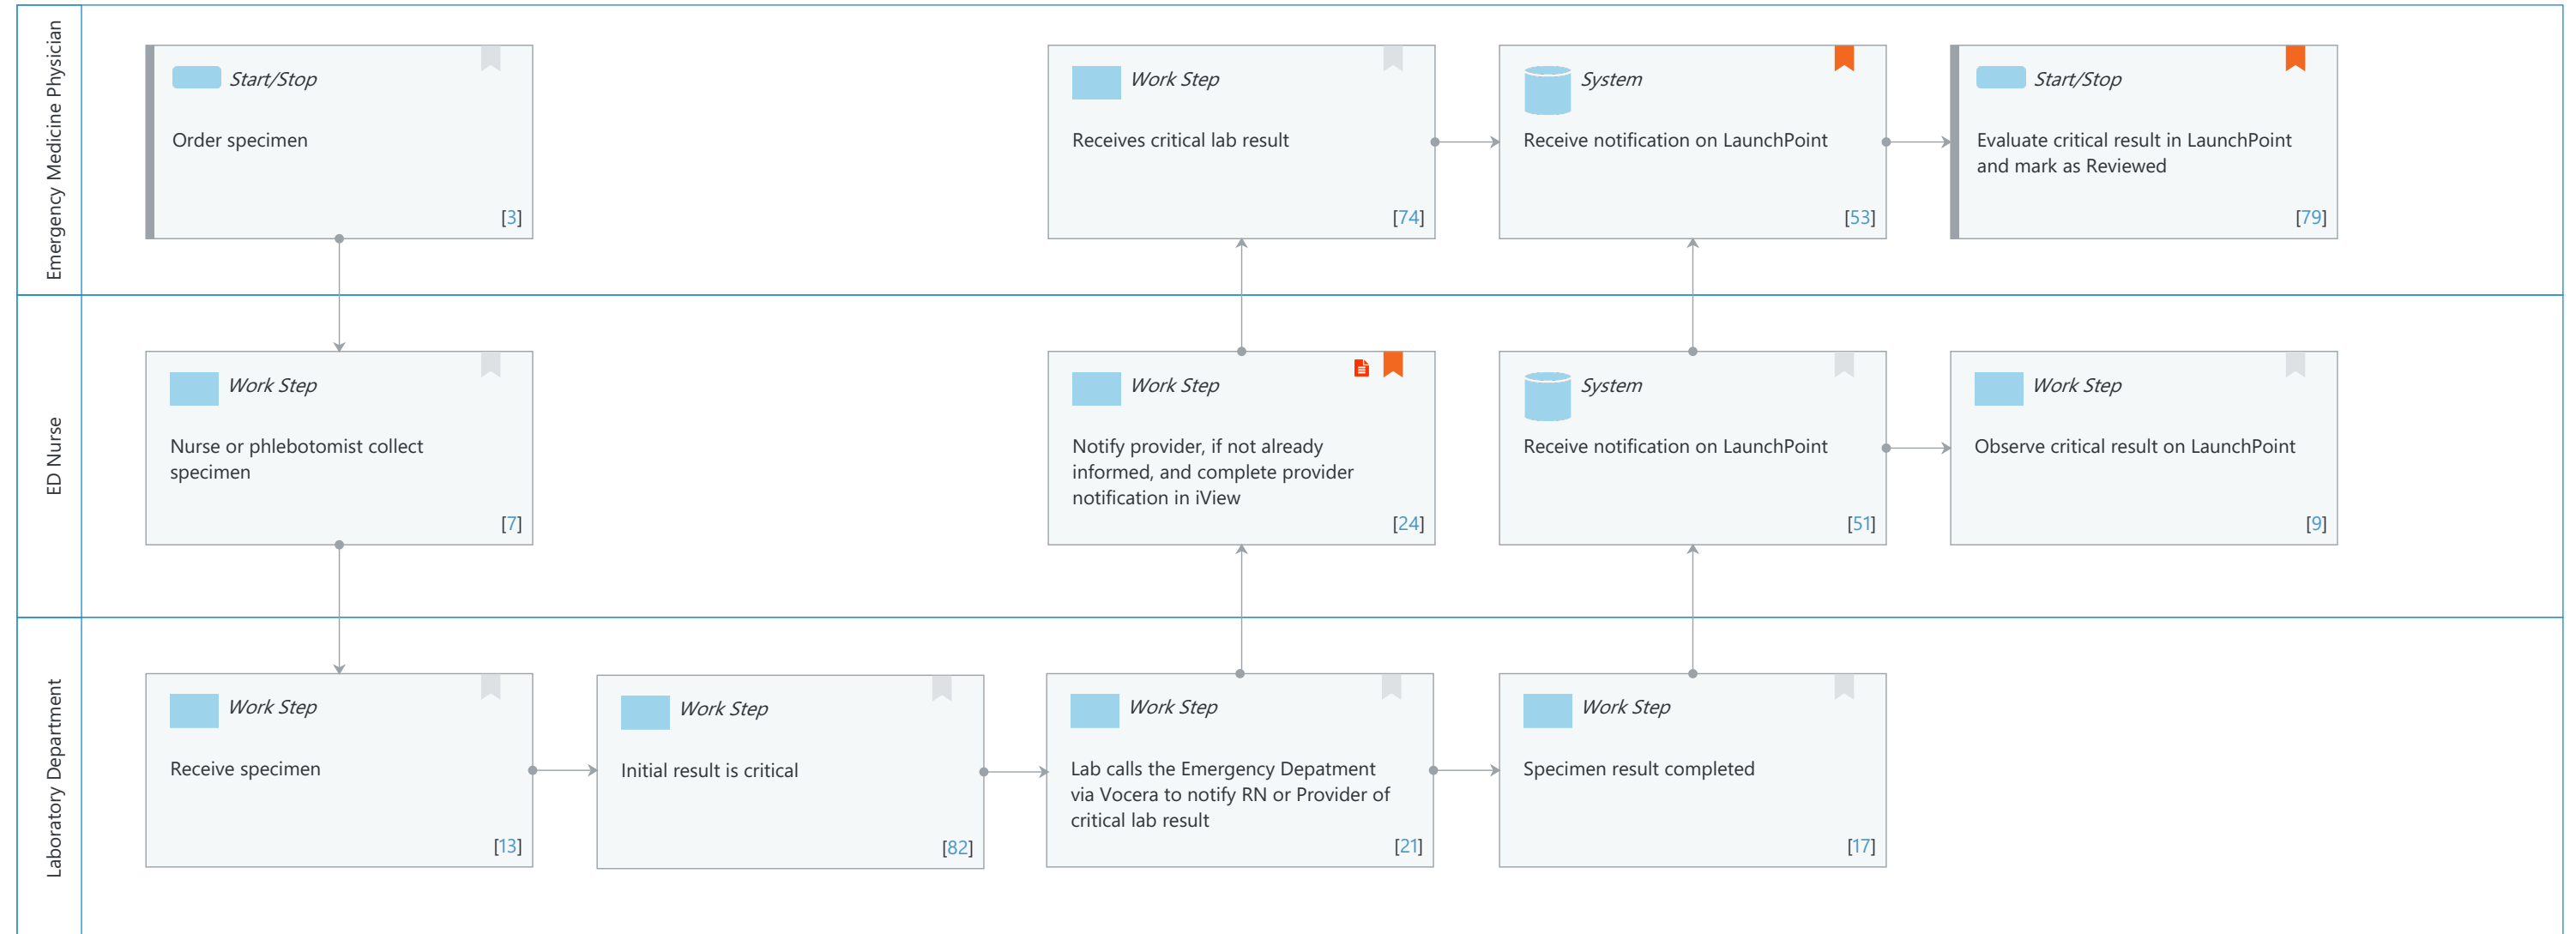 Emergency Medicine Physician
Start/Stop
Order specimen
[3]
Work Step
Receives critical lab result
[74]
System
Receive notification on LaunchPoint
[53]
Start/Stop
Evaluate critical result in LaunchPoint
and mark as Reviewed
[79]
ED Nurse
Work Step
Nurse or phlebotomist collect
specimen
[7]
Work Step
Notify provider, if not already
informed, and complete provider
notification in iView
[24]
System
Receive notification on LaunchPoint
[51]
Work Step
Observe critical result on LaunchPoint
[9]
Laboratory Department
Work Step
Receive specimen
[13]
Work Step
Initial result is critical
[82]
Work Step
Lab calls the Emergency Depatment
via Vocera to notify RN or Provider of
critical lab result
[21]
Work Step
Specimen result completed
[17]